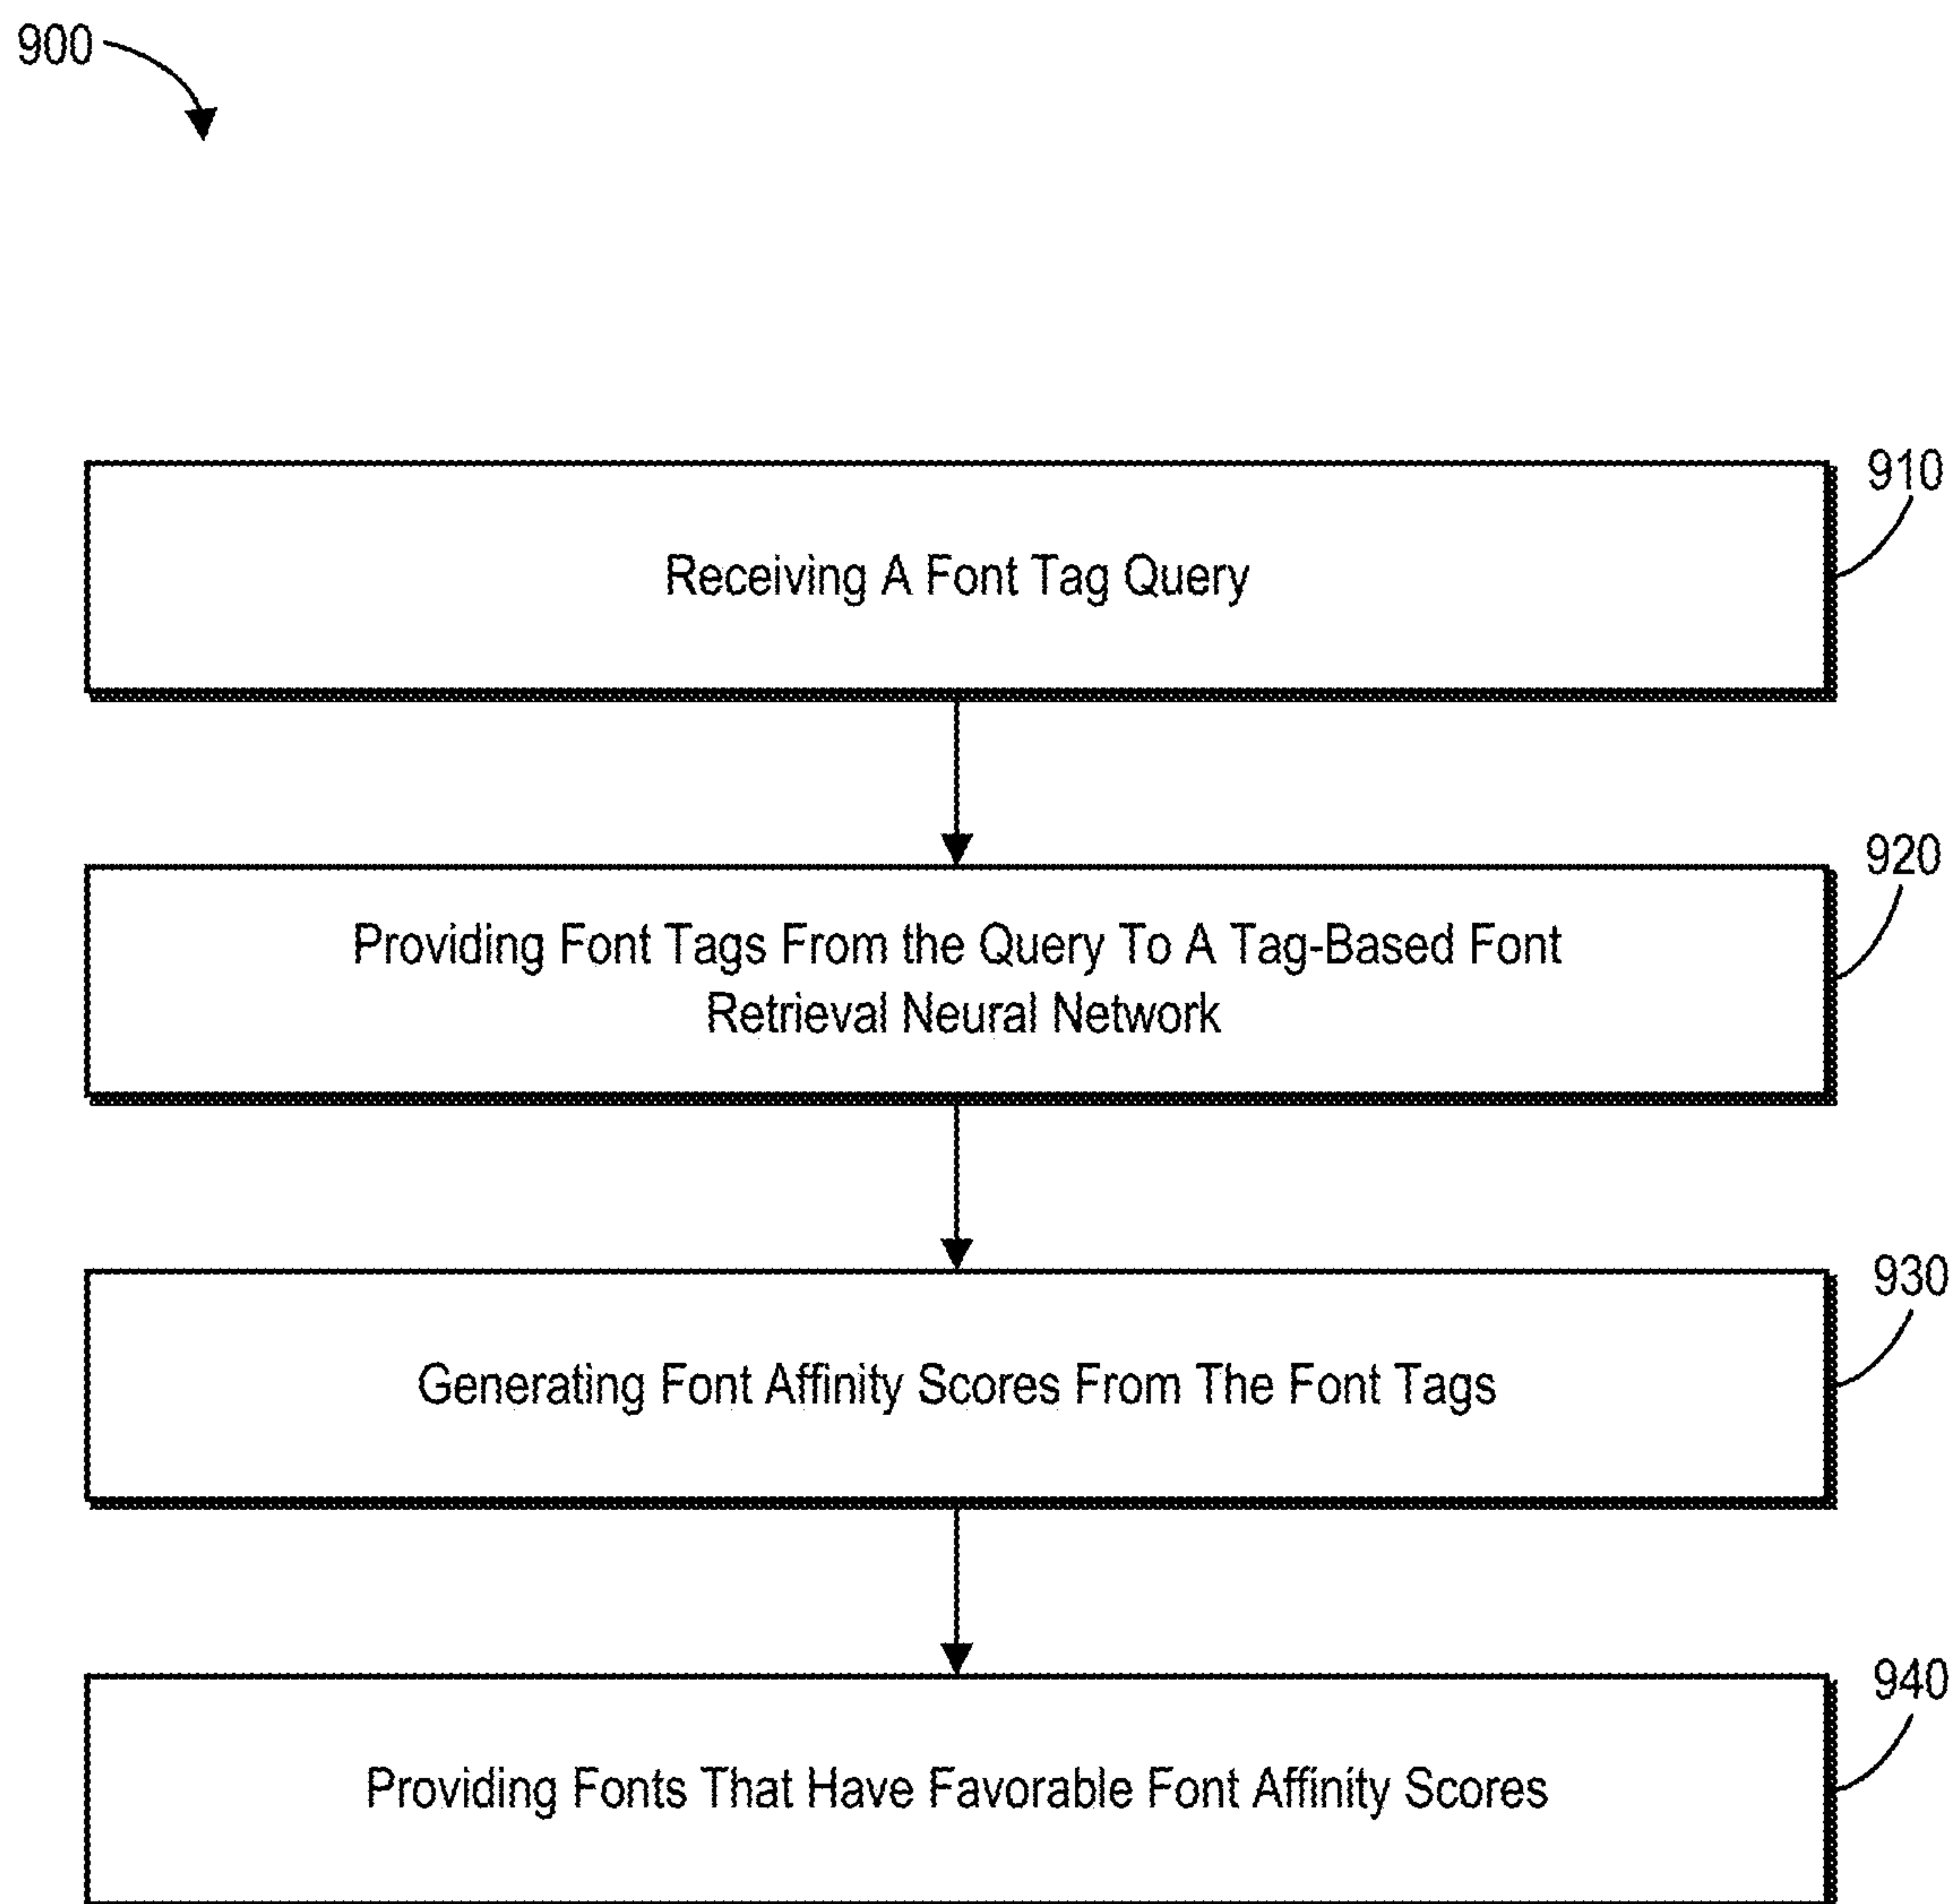 900
910
Receiving A Font Tag Query
920
Providing Font Tags From the Query To A Tag-Based Font
Retrieval Neural Network
930
Generating Font Affinity Scores From The Font Tags
940
Providing Fonts That Have Favorable Font Affinity Scores